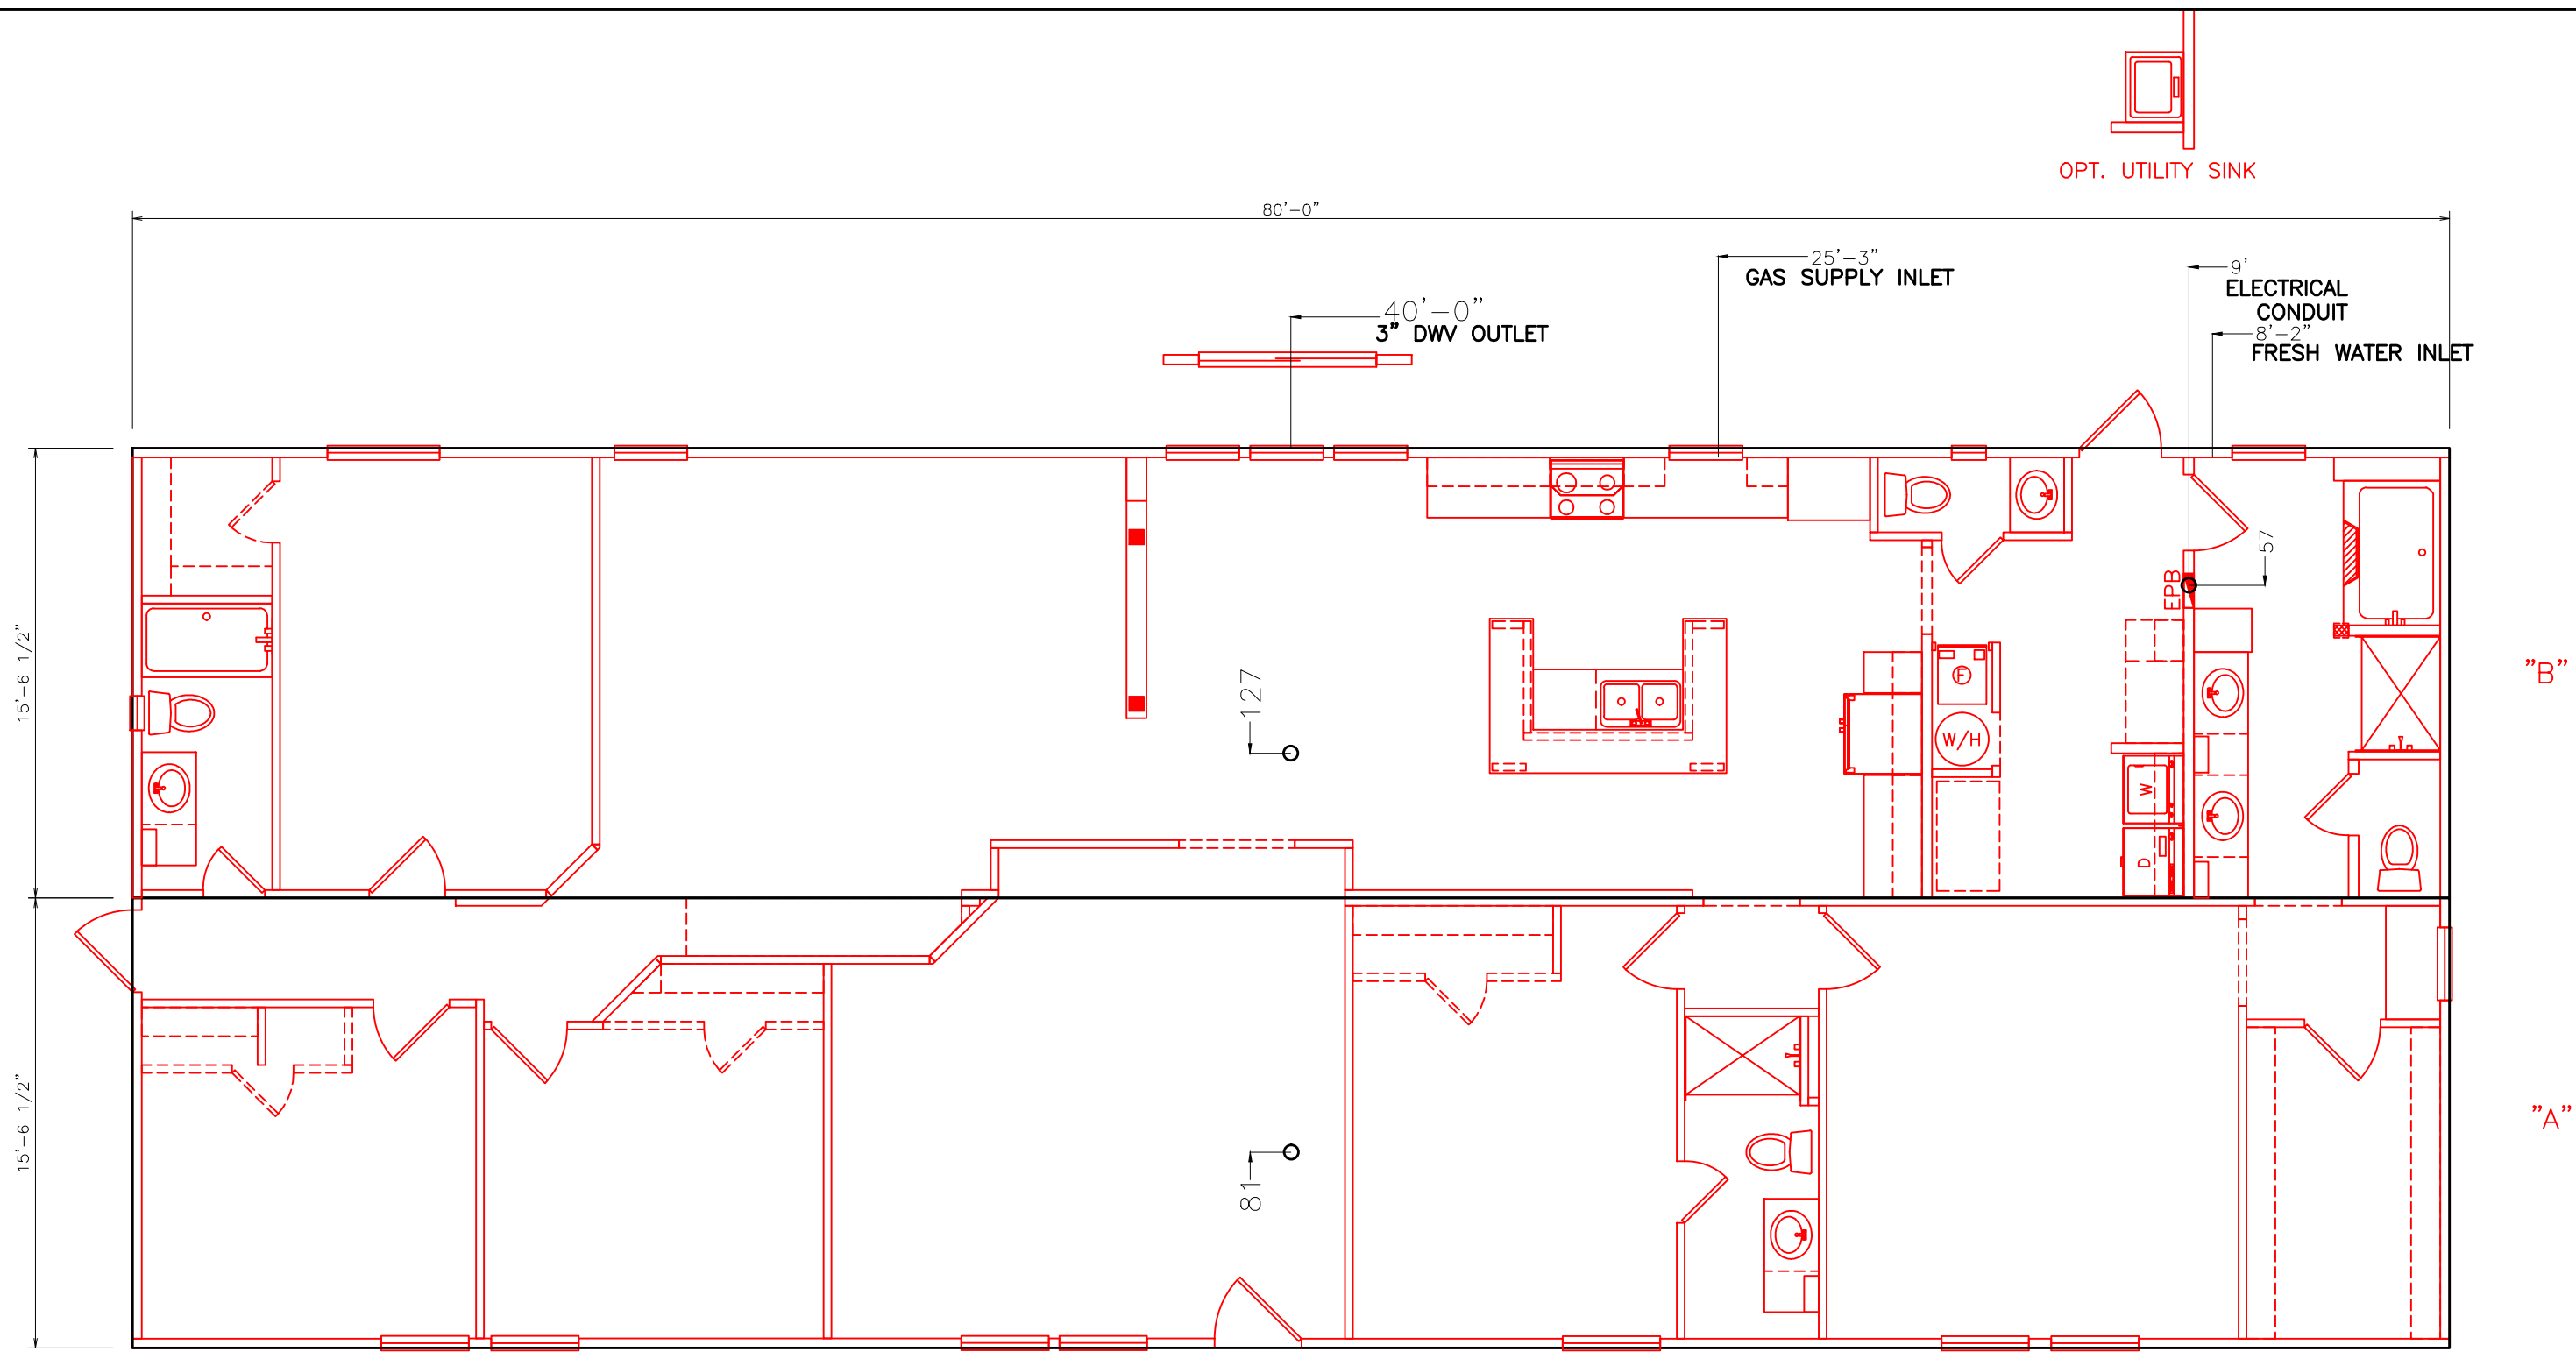 OPT. UTILITY SINK
80'-0"
25'-3"
GAS SUPPLY INLET
9'
ELECTRICAL
CONDUIT
40'-0"
3" DWV OUTLET
8'-2"
FRESH WATER INLET
57
EPB
15'-6 1/2"
127
F
W/H
"B"
W
D
15'-6 1/2"
"A"
81